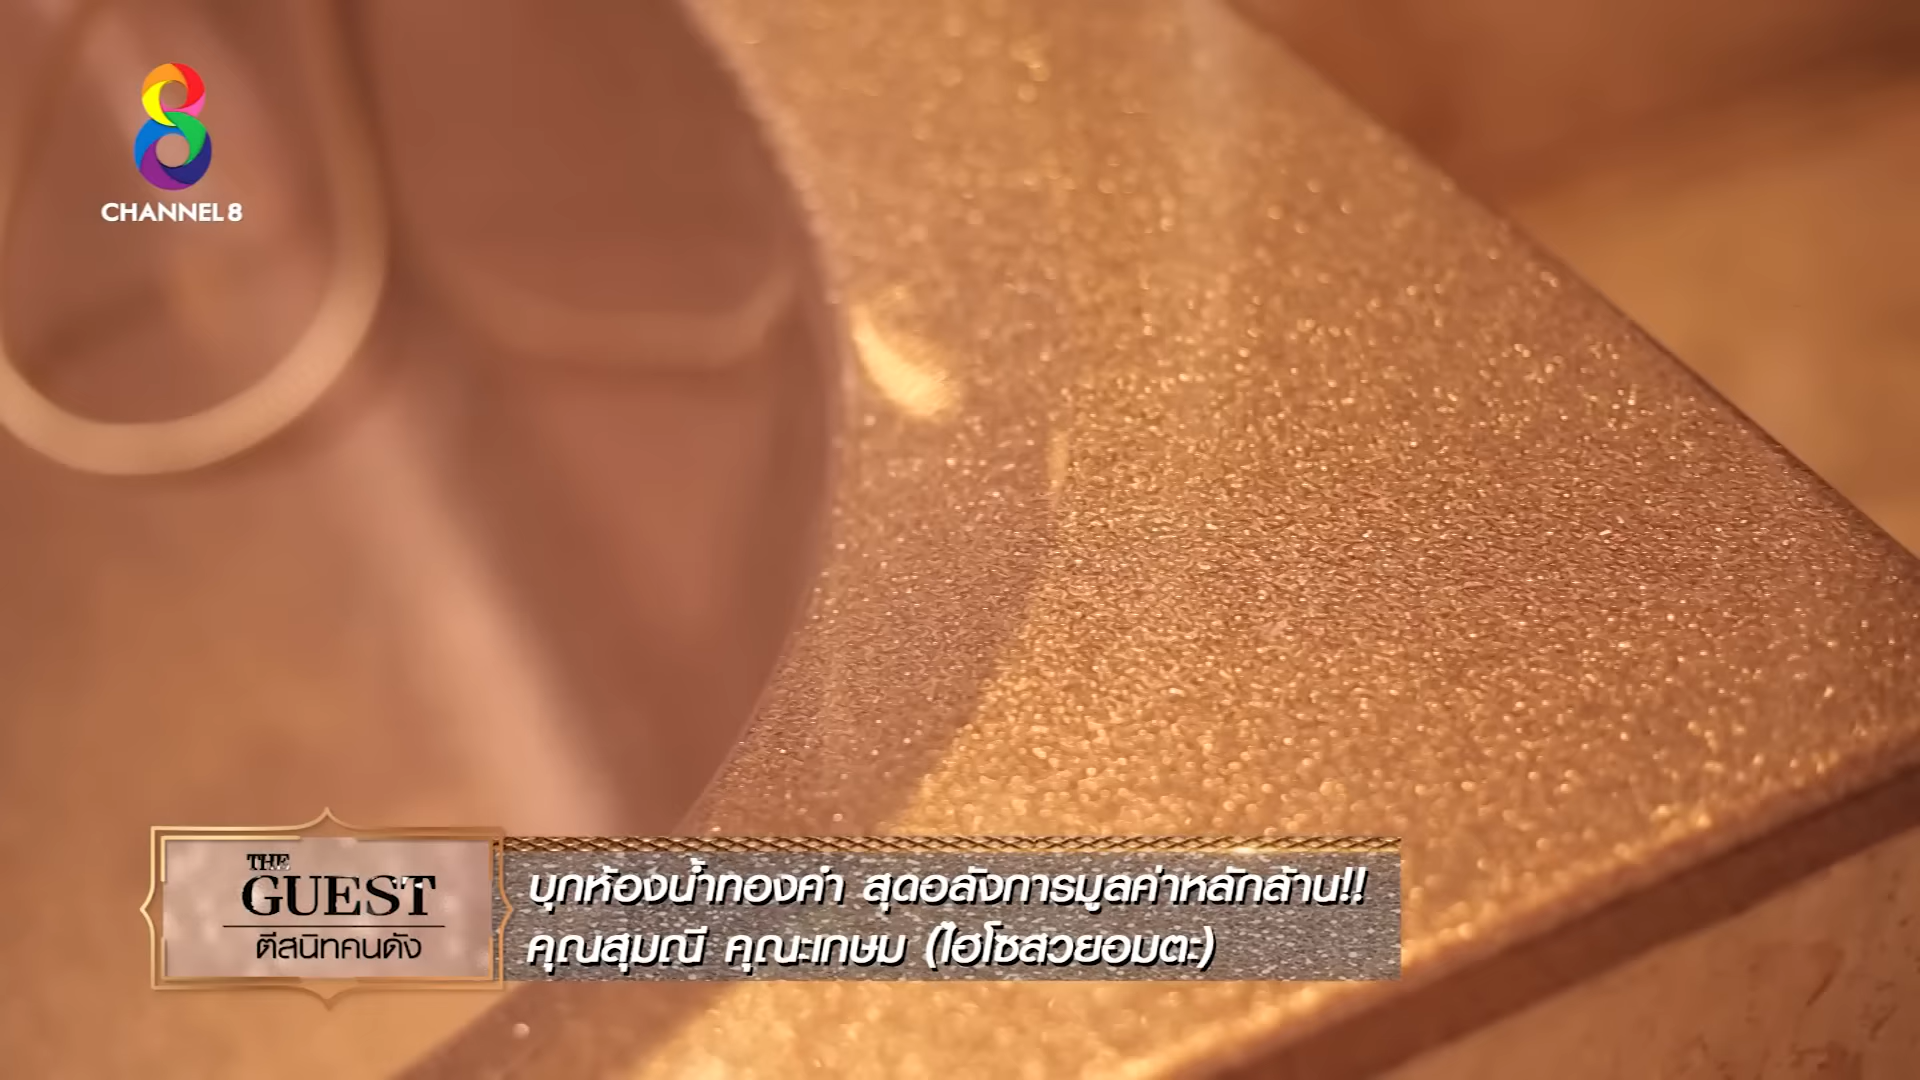 CHANNEL 8
THE
GUEST
ตีสนิทคนดัง
บุกห้องน้ำทองคำ สุดอลังการมูลค่าหลักล้าน!!
คุณสุมณี คุณะเกษม (ไฮโซสวยอมตะ)